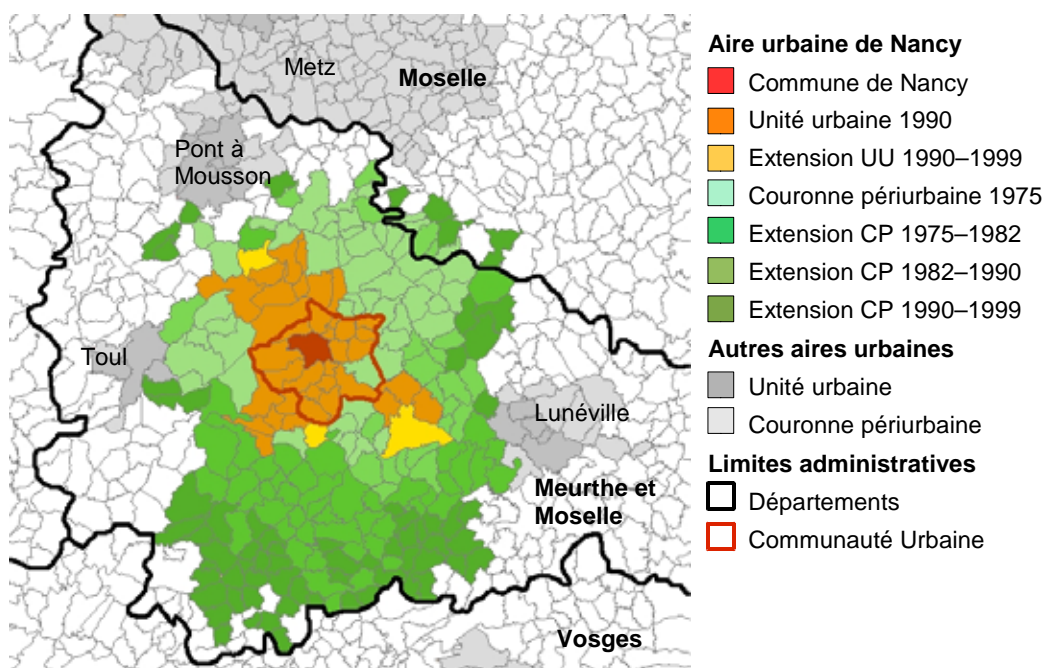 Metz
Moselle
Pont à
Mousson
Toul
Lunéville
Meurthe et
Moselle
Vosges
Aire urbaine de Nancy
Commune de Nancy
Unité urbaine 1990
Extension UU 1990–1999
Couronne périurbaine 1975
Extension CP 1975–1982
Extension CP 1982–1990
Extension CP 1990–1999
Autres aires urbaines
Unité urbaine
Couronne périurbaine
Limites administratives
Départements
Communauté Urbaine